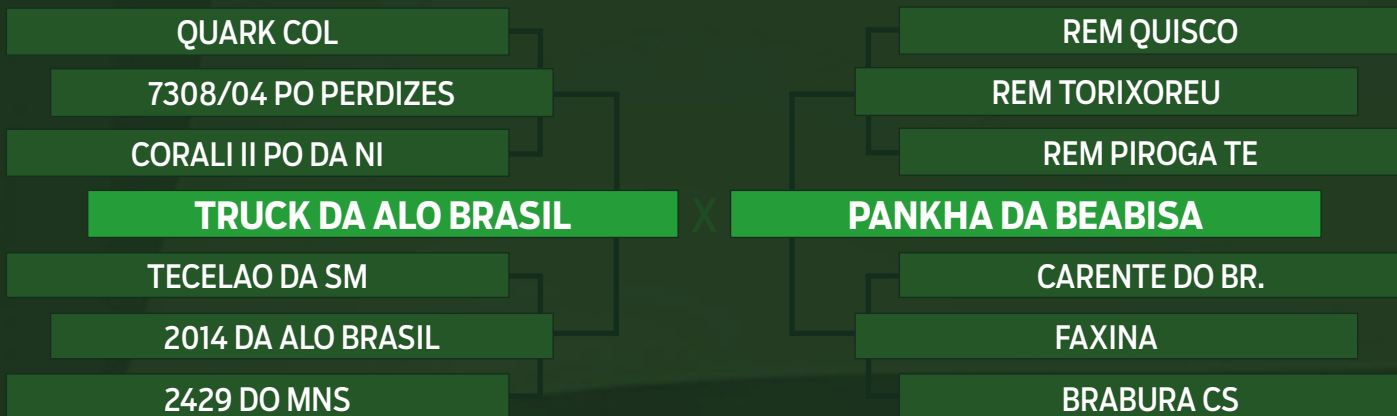 QUARK COL
7308/04 PO PERDIZES
CORALI II PO DA NI
TRUCK DA ALO BRASIL
TECELAO DA SM
2014 DA ALO BRASIL
2429 DO MNS
X
REM QUISCO
REM TORIXOREU
REM PIROGA TE
PANKHA DA BEABISA
CARENTE DO BR.
FAXINA
BRABURA CS